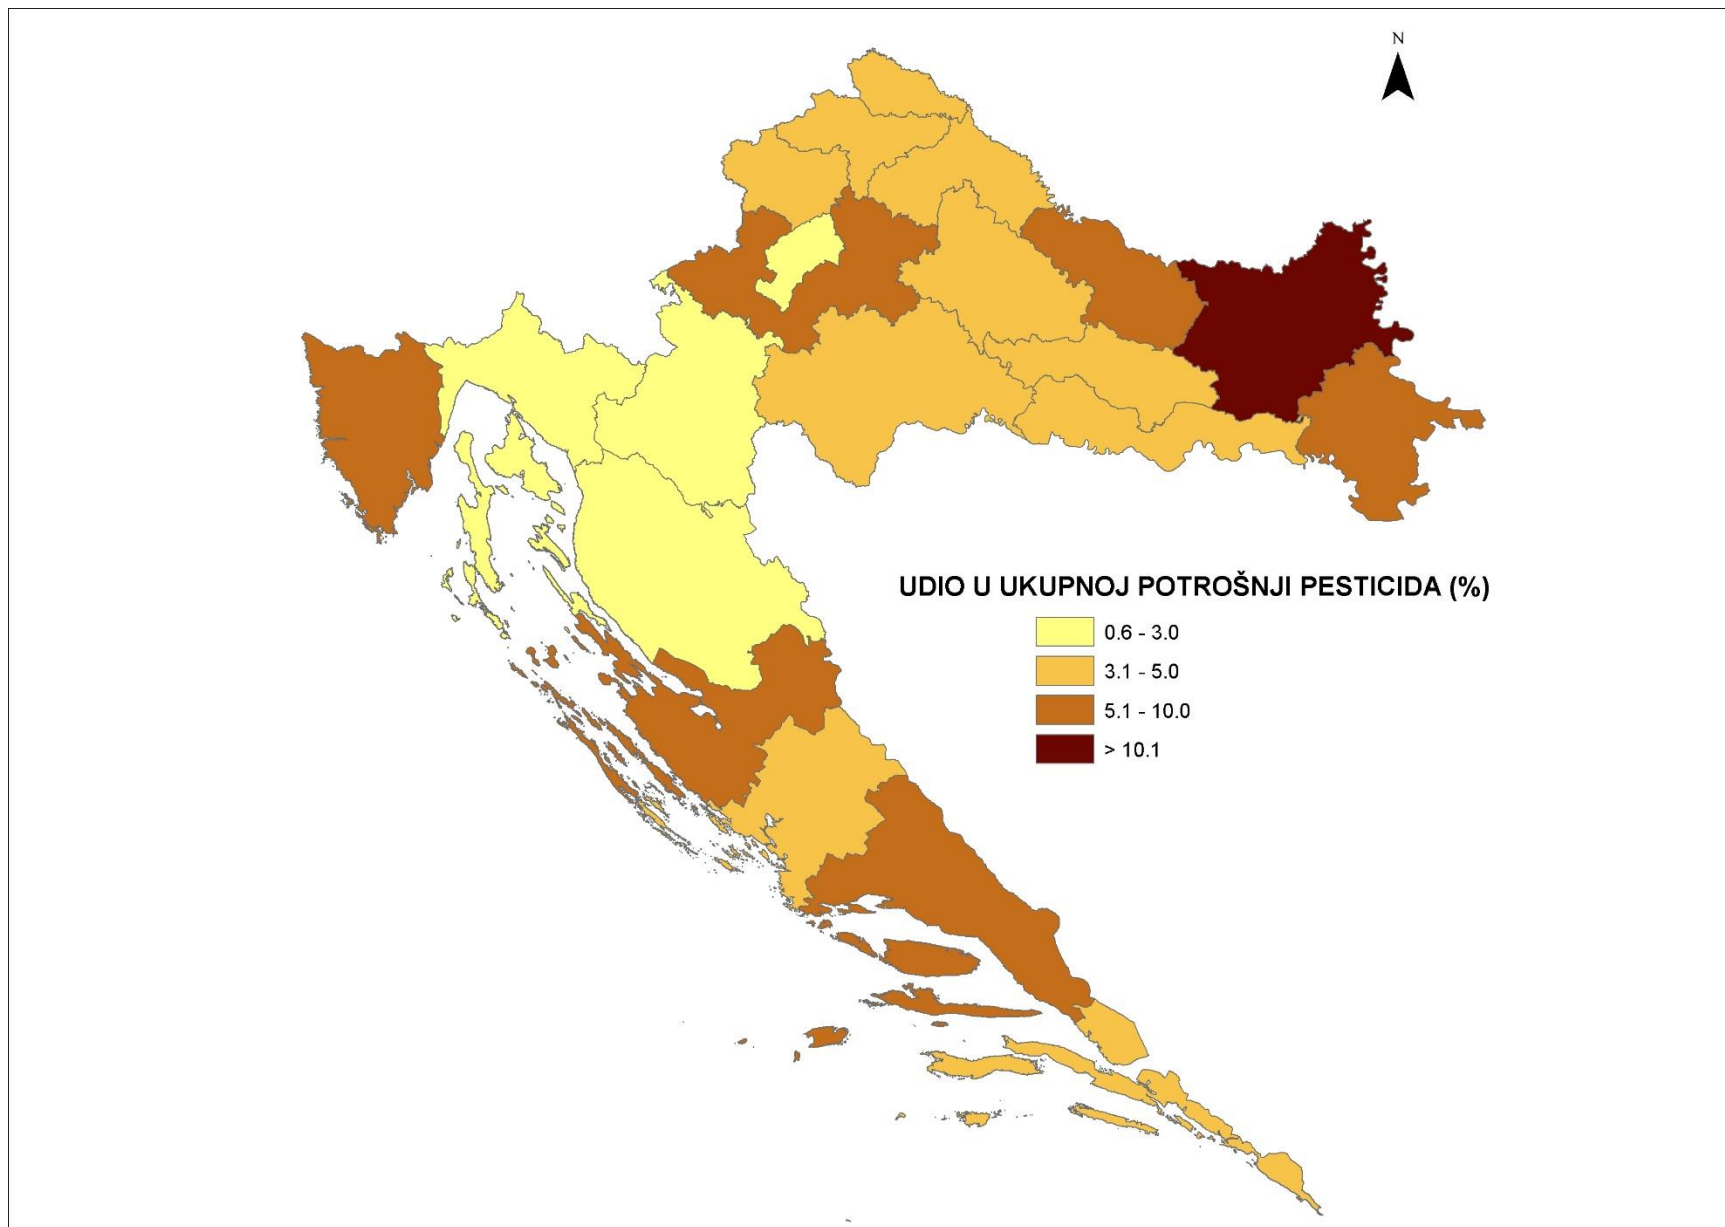 N
UDIO U UKUPNOJ POTROŠNJI PESTICIDA (%)
0.6 - 3.0
3.1 - 5.0
5.1 - 10.0
> 10.1